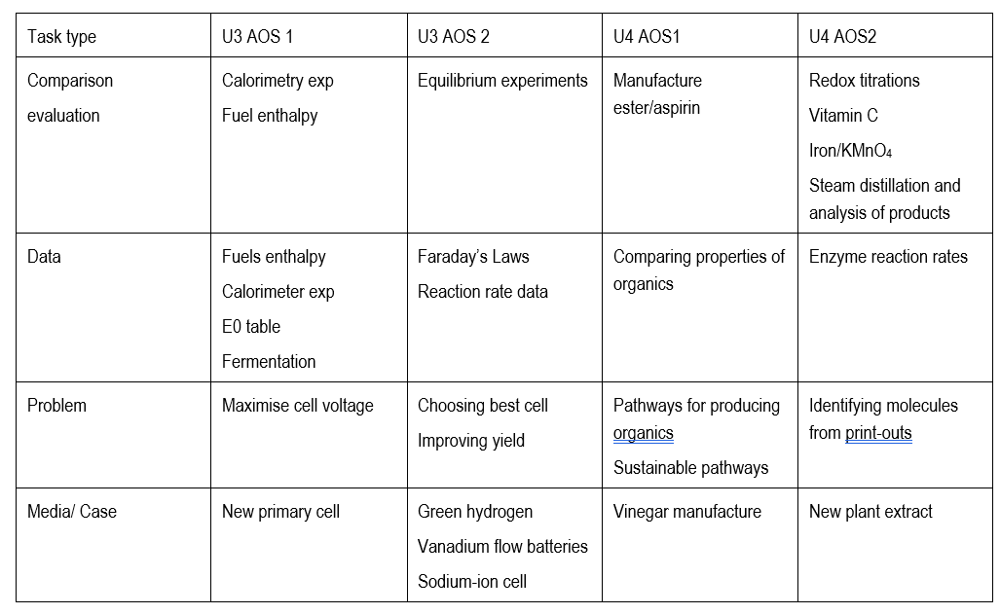 Task type
U3 AOS 1
U3 AOS 2
U4 AOS1
U4 AOS2
Comparison
evaluation
Calorimetry exp
Fuel enthalpy
Equilibrium experiments
Manufacture
ester/aspirin
Redox titrations
Vitamin C
Iron/KMnO₄
Steam distillation and
analysis of products
Data
Fuels enthalpy
Calorimeter exp
E0 table
Fermentation
Faraday’s Laws
Reaction rate data
Comparing properties of
organics
Enzyme reaction rates
Problem
Maximise cell voltage
Choosing best cell
Improving yield
Pathways for producing
organics
Sustainable pathways
Identifying molecules
from print-outs
Media/ Case
New primary cell
Green hydrogen
Vanadium flow batteries
Sodium-ion cell
Vinegar manufacture
New plant extract